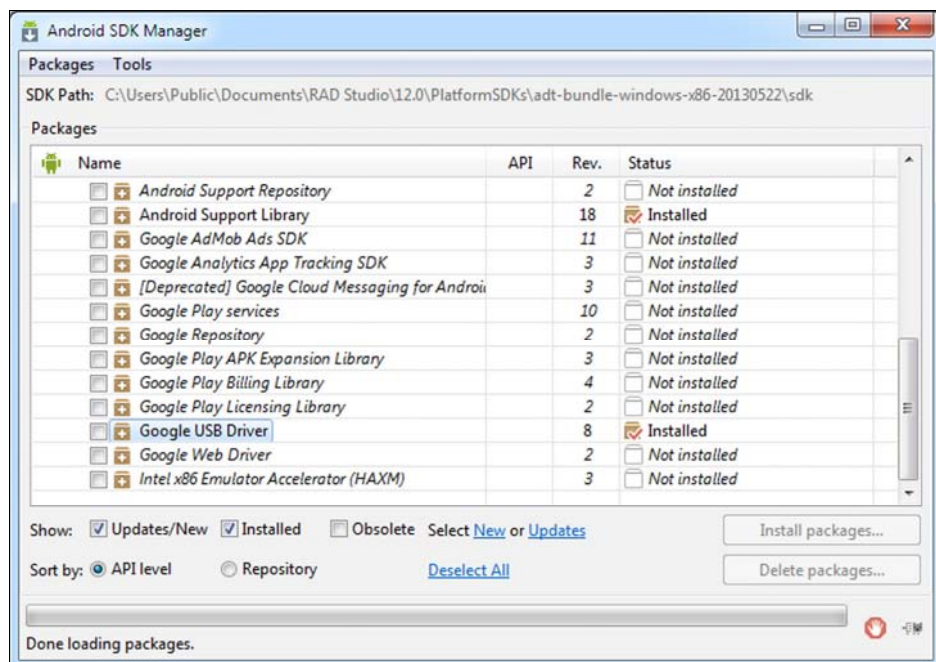 Android SDK Manager
Packages Tools
SDK Path: C:\Users\Public\Documents\RAD Studio\12.0\PlatformSDKs\adt-bundle-windows-x86-20130522\sdk
Packages
Name API Rev. Status
Android Support Repository 2 Not installed
Android Support Library 18 Installed
Google AdMob Ads SDK 11 Not installed
Google Analytics App Tracking SDK 3 Not installed
[Deprecated] Google Cloud Messaging for Androi 3 Not installed
Google Play services 10 Not installed
Google Repository 2 Not installed
Google Play APK Expansion Library 3 Not installed
Google Play Billing Library 4 Not installed
Google Play Licensing Library 2 Not installed
Google USB Driver 8 Installed
Google Web Driver 2 Not installed
Intel x86 Emulator Accelerator (HAXM) 3 Not installed
Show: Updates/New Installed Obsolete Select New or Updates Install packages...
Sort by: API level Repository Deselect All Delete packages...
Done loading packages.